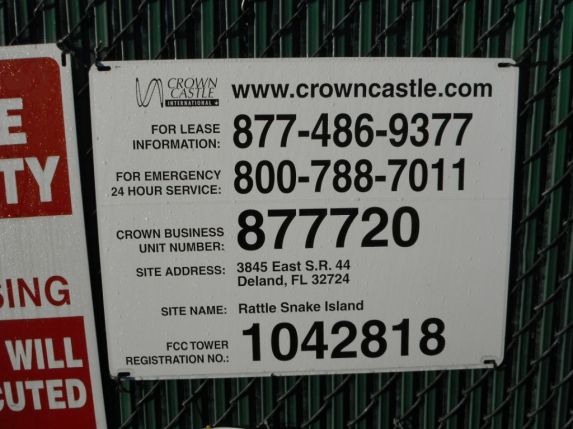 E
TY
SING
WILL
CUTED
CROWN
CASTLE
INTERNATIONAL
www.crowncastle.com
FOR LEASE
INFORMATION: 877-486-9377
FOR EMERGENCY
24 HOUR SERVICE: 800-788-7011
CROWN BUSINESS
UNIT NUMBER: 877720
SITE ADDRESS: 3845 East S.R. 44
Deland, FL 32724
SITE NAME: Rattle Snake Island
FCC TOWER
REGISTRATION NO.: 1042818